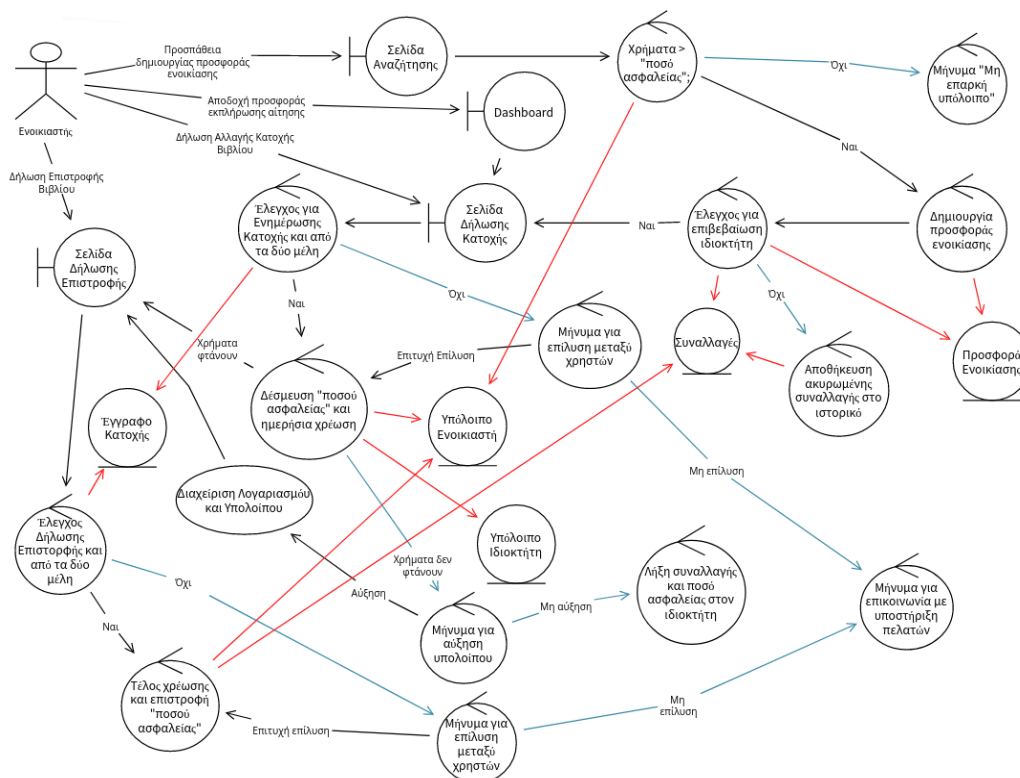 Προσπάθεια
δημιουργίας προσφοράς
ενοικίασης
Σελίδα
Αναζήτησης
Χρήματα >
"ποσό
ασφαλείας";
Όχι
Μήνυμα "Μη
επαρκή
υπόλοιπο"
Ενοικιαστής
Αποδοχή προσφοράς
εκπλήρωσης αίτησης
Dashboard
Δήλωση Αλλαγής Κατοχής
Βιβλίου
Ναι
Δήλωση Επιστροφής
Βιβλίου
Έλεγχος για
Ενημέρωσης
Κατοχής και από
τα δύο μέλη
Σελίδα
Δήλωσης
Κατοχής
Ναι
Έλεγχος για
επιβεβαίωση
ιδιοκτήτη
Δημιουργία
προσφοράς
ενοικίασης
Σελίδα
Δήλωσης
Επιστροφής
Όχι
Όχι
Ναι
Μήνυμα για
επίλυση μεταξύ
χρηστών
Συναλλαγές
Προσφορά
Ενοικίασης
Χρήματα
φτάνουν
Επιτυχή Επίλυση
Αποθήκευση
ακυρωμένης
συναλλαγής στο
ιστορικό
Δέσμευση "ποσού
ασφαλείας" και
ημερήσια χρέωση
Έγγραφο
Κατοχής
Υπόλοιπο
Ενοικιαστή
Μη επίλυση
Διαχείριση Λογαριασμόυ
και Υπολοίπου
Έλεγχος
Δήλωσης
Επιστορφής και
από τα δύο
μέλη
Υπόλοιπο
Ιδιοκτήτη
Χρήματα δεν
φτάνουν
Όχι
Αύξηση
Λήξη συναλλαγής
και ποσό
ασφαλείας στον
ιδιοκτήτη
Μήνυμα για
επικοινωνία με
υποστήριξη
πελατών
Μη αύξηση
Ναι
Μήνυμα για
αύξηση
υπολοίπου
Τέλος χρέωσης
και επιστροφή
"ποσού
ασφαλείας"
Μη
επίλυση
Επιτυχή επίλυση
Μήνυμα για
επίλυση
μεταξύ
χρηστών